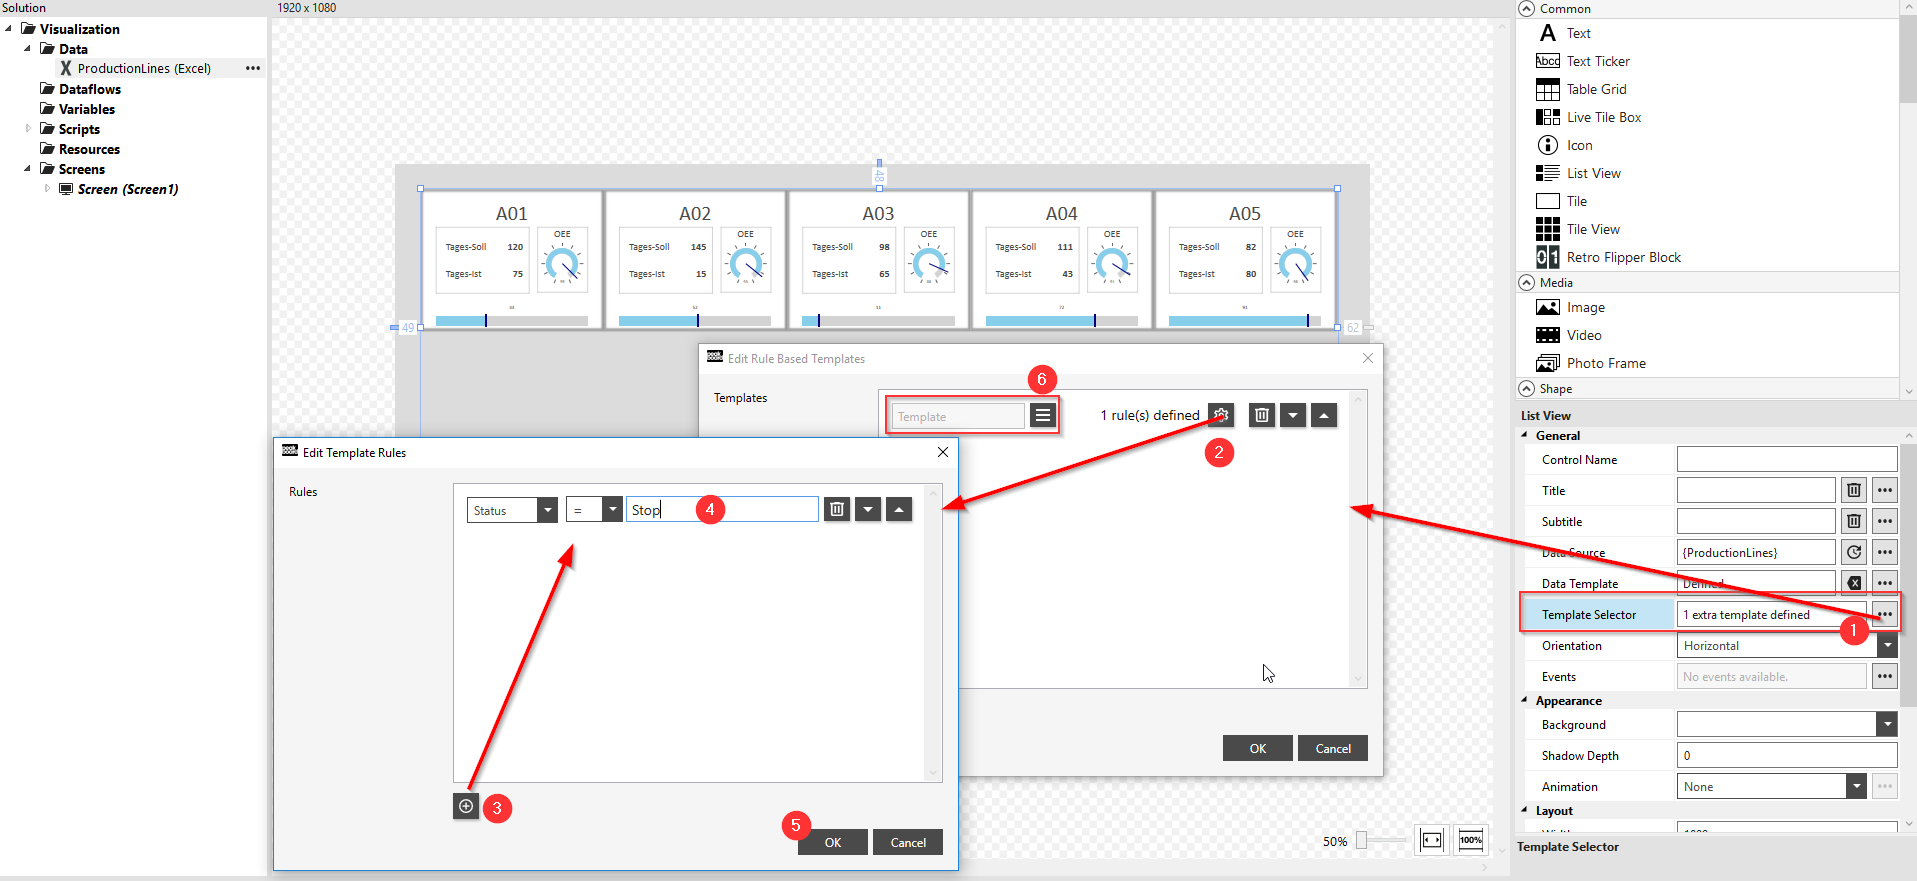 Solution
Visualization
Data
ProductionLines (Excel)
Dataflows
Variables
Scripts
Resources
Screens
Screen (Screen1)
1920 x 1080
48
49
62
A01
Tages-Soll 120
Tages-Ist 75
OEE
A02
Tages-Soll 145
Tages-Ist 15
OEE
A03
Tages-Soll 98
Tages-Ist 65
OEE
A04
Tages-Soll 111
Tages-Ist 43
OEE
A05
Tages-Soll 82
Tages-Ist 80
OEE
Edit Rule Based Templates
Templates
6
Template
1 rule(s) defined
2
OK
Cancel
Edit Template Rules
Rules
Status
=
Stop
4
3
5
OK
Cancel
50%
100%
Common
Text
Text Ticker
Table Grid
Live Tile Box
Icon
List View
Tile
Tile View
Retro Flipper Block
Media
Image
Video
Photo Frame
Shape
List View
General
Control Name
Title
Subtitle
Data Source {ProductionLines}
Data Template Defined
Template Selector 1 extra template defined
1
Orientation Horizontal
Events No events available.
Appearance
Background
Shadow Depth 0
Animation None
Layout
Template Selector